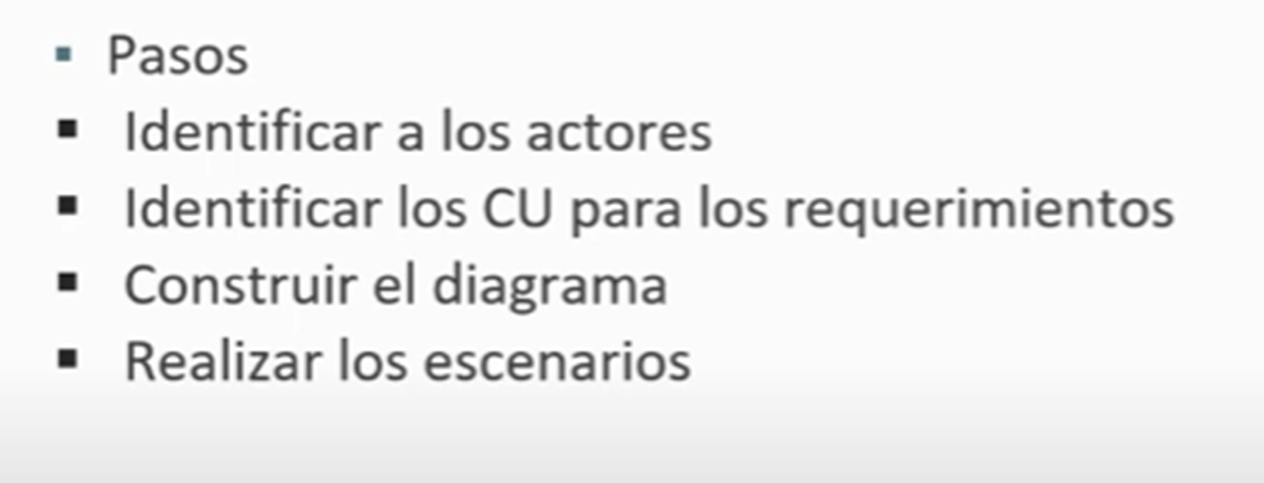 Pasos
Identificar a los actores
Identificar los CU para los requerimientos
Construir el diagrama
Realizar los escenarios